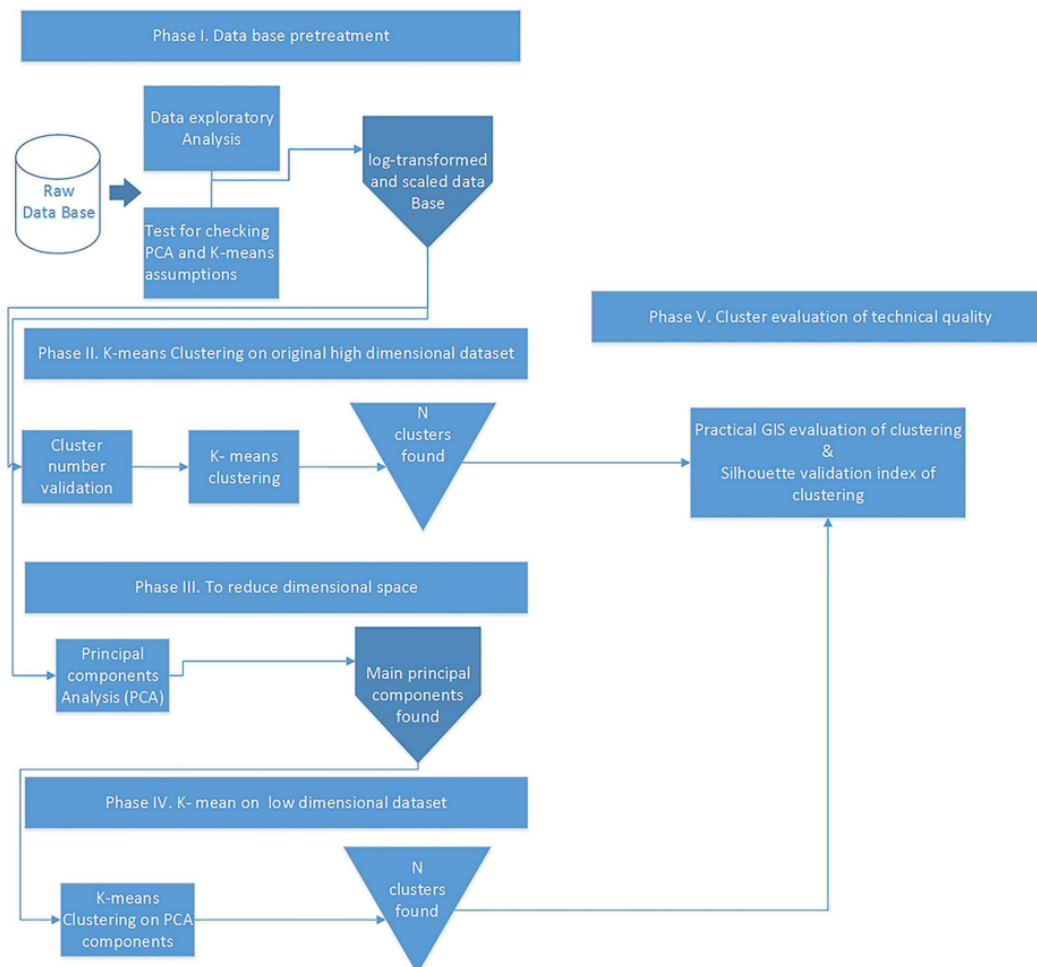 Phase I. Data base pretreatment
Data exploratory
Analysis
Raw
Data Base
Test for checking
PCA and K-means
assumptions
log-transformed
and scaled data
Base
Phase II. K-means Clustering on original high dimensional dataset
Cluster
number
validation
K- means
clustering
N
clusters
found
Phase III. To reduce dimensional space
Principal
components
Analysis (PCA)
Main principal
components
found
Phase IV. K- mean on low dimensional dataset
K-means
Clustering on PCA
components
N
clusters
found
Phase V. Cluster evaluation of technical quality
Practical GIS evaluation of clustering
&
Silhouette validation index of
clustering